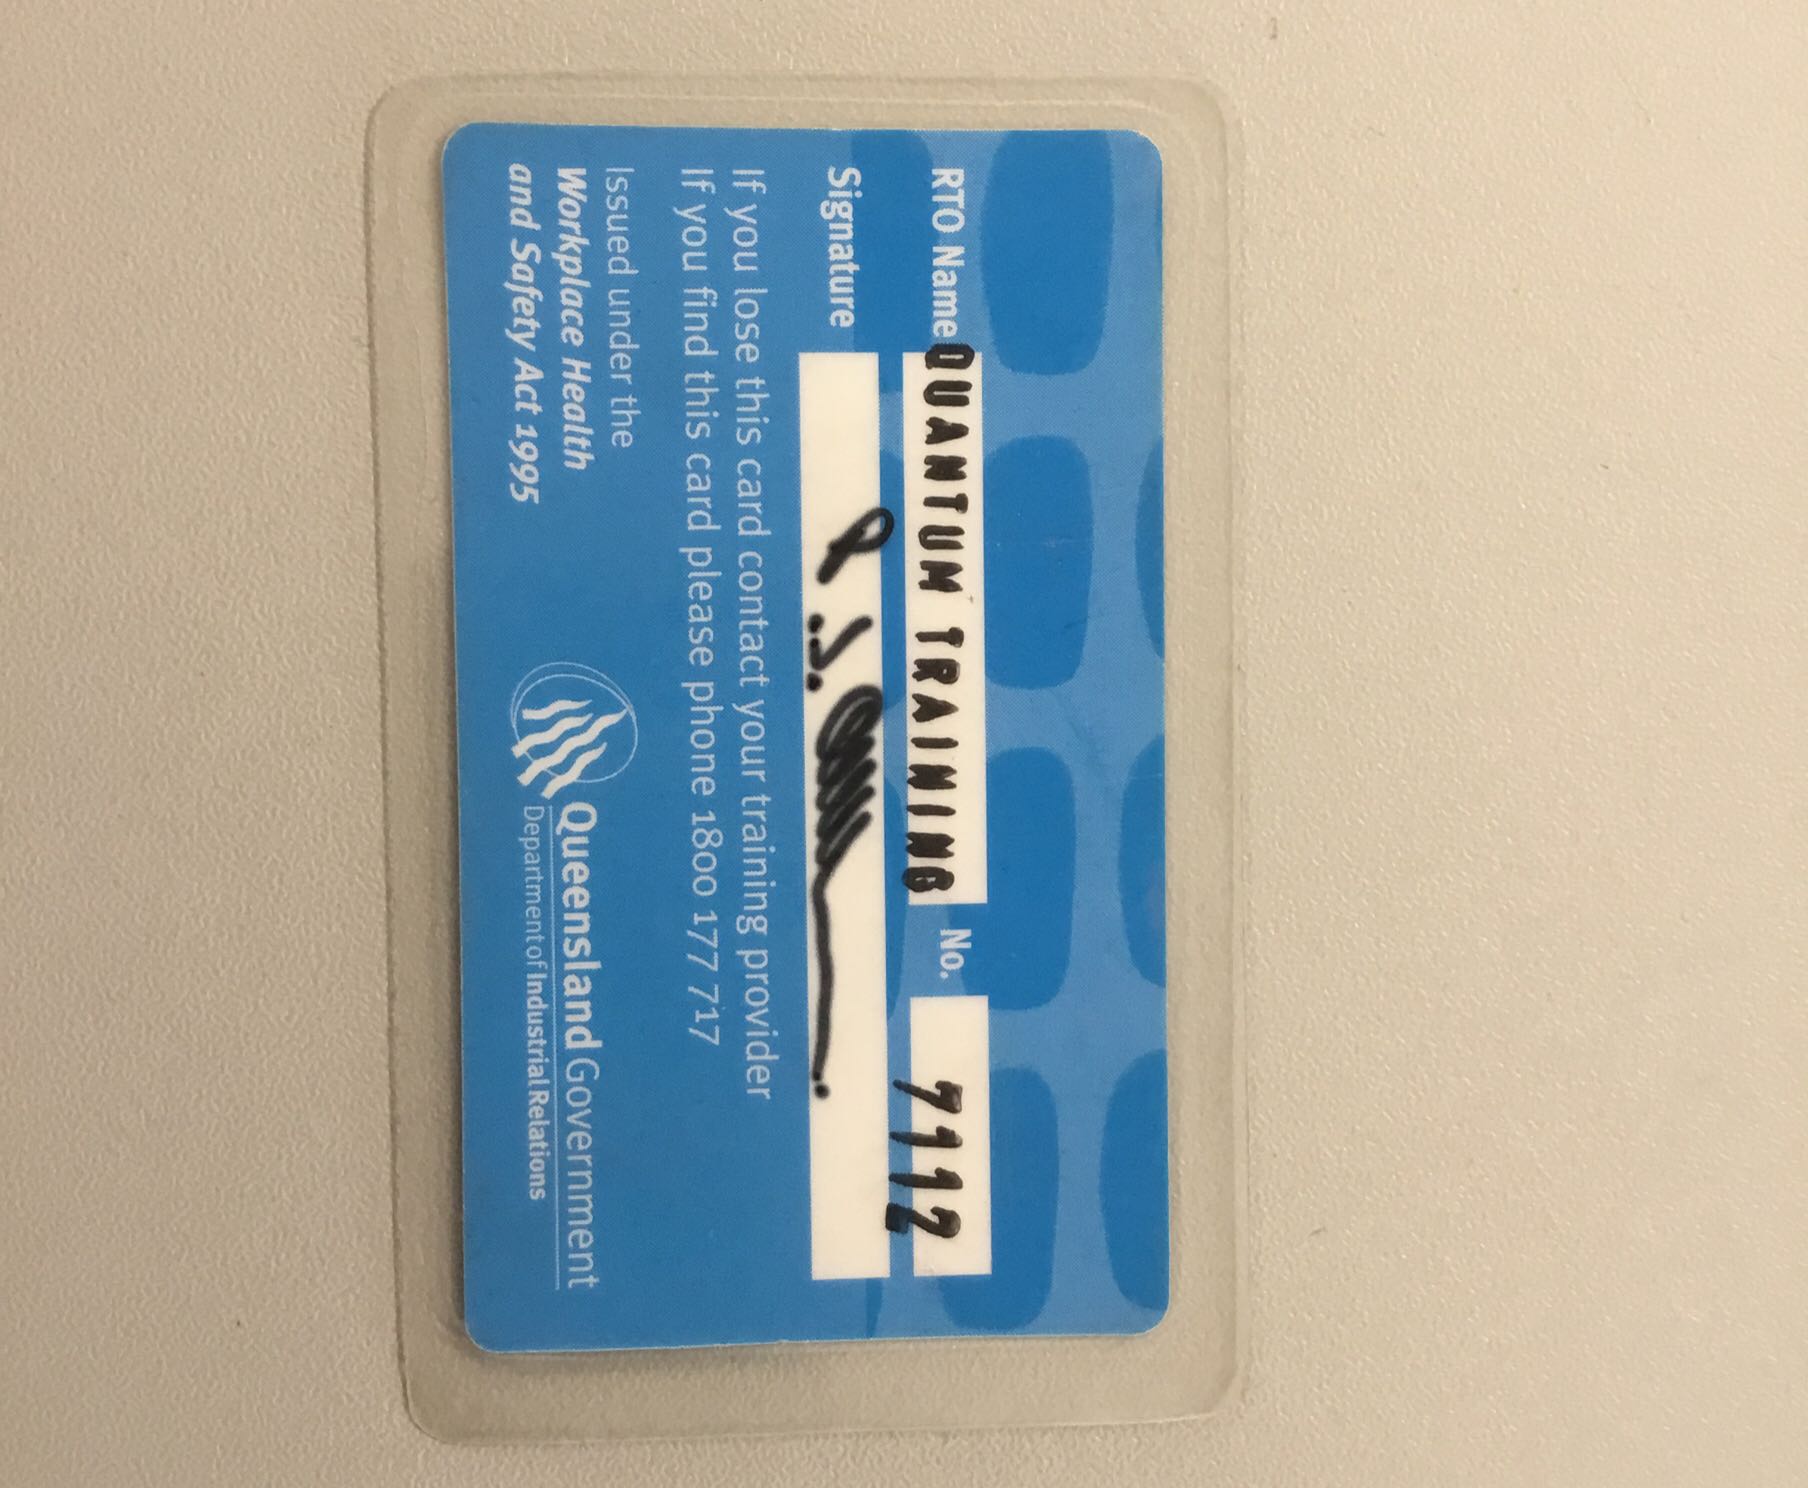 RTO Name QUANTUM TRAINING No. 7112
Signature
If you lose this card contact your training provider
If you find this card please phone 1800 177 717
Issued under the
Workplace Health
and Safety Act 1995
Queensland Government
Department of Industrial Relations